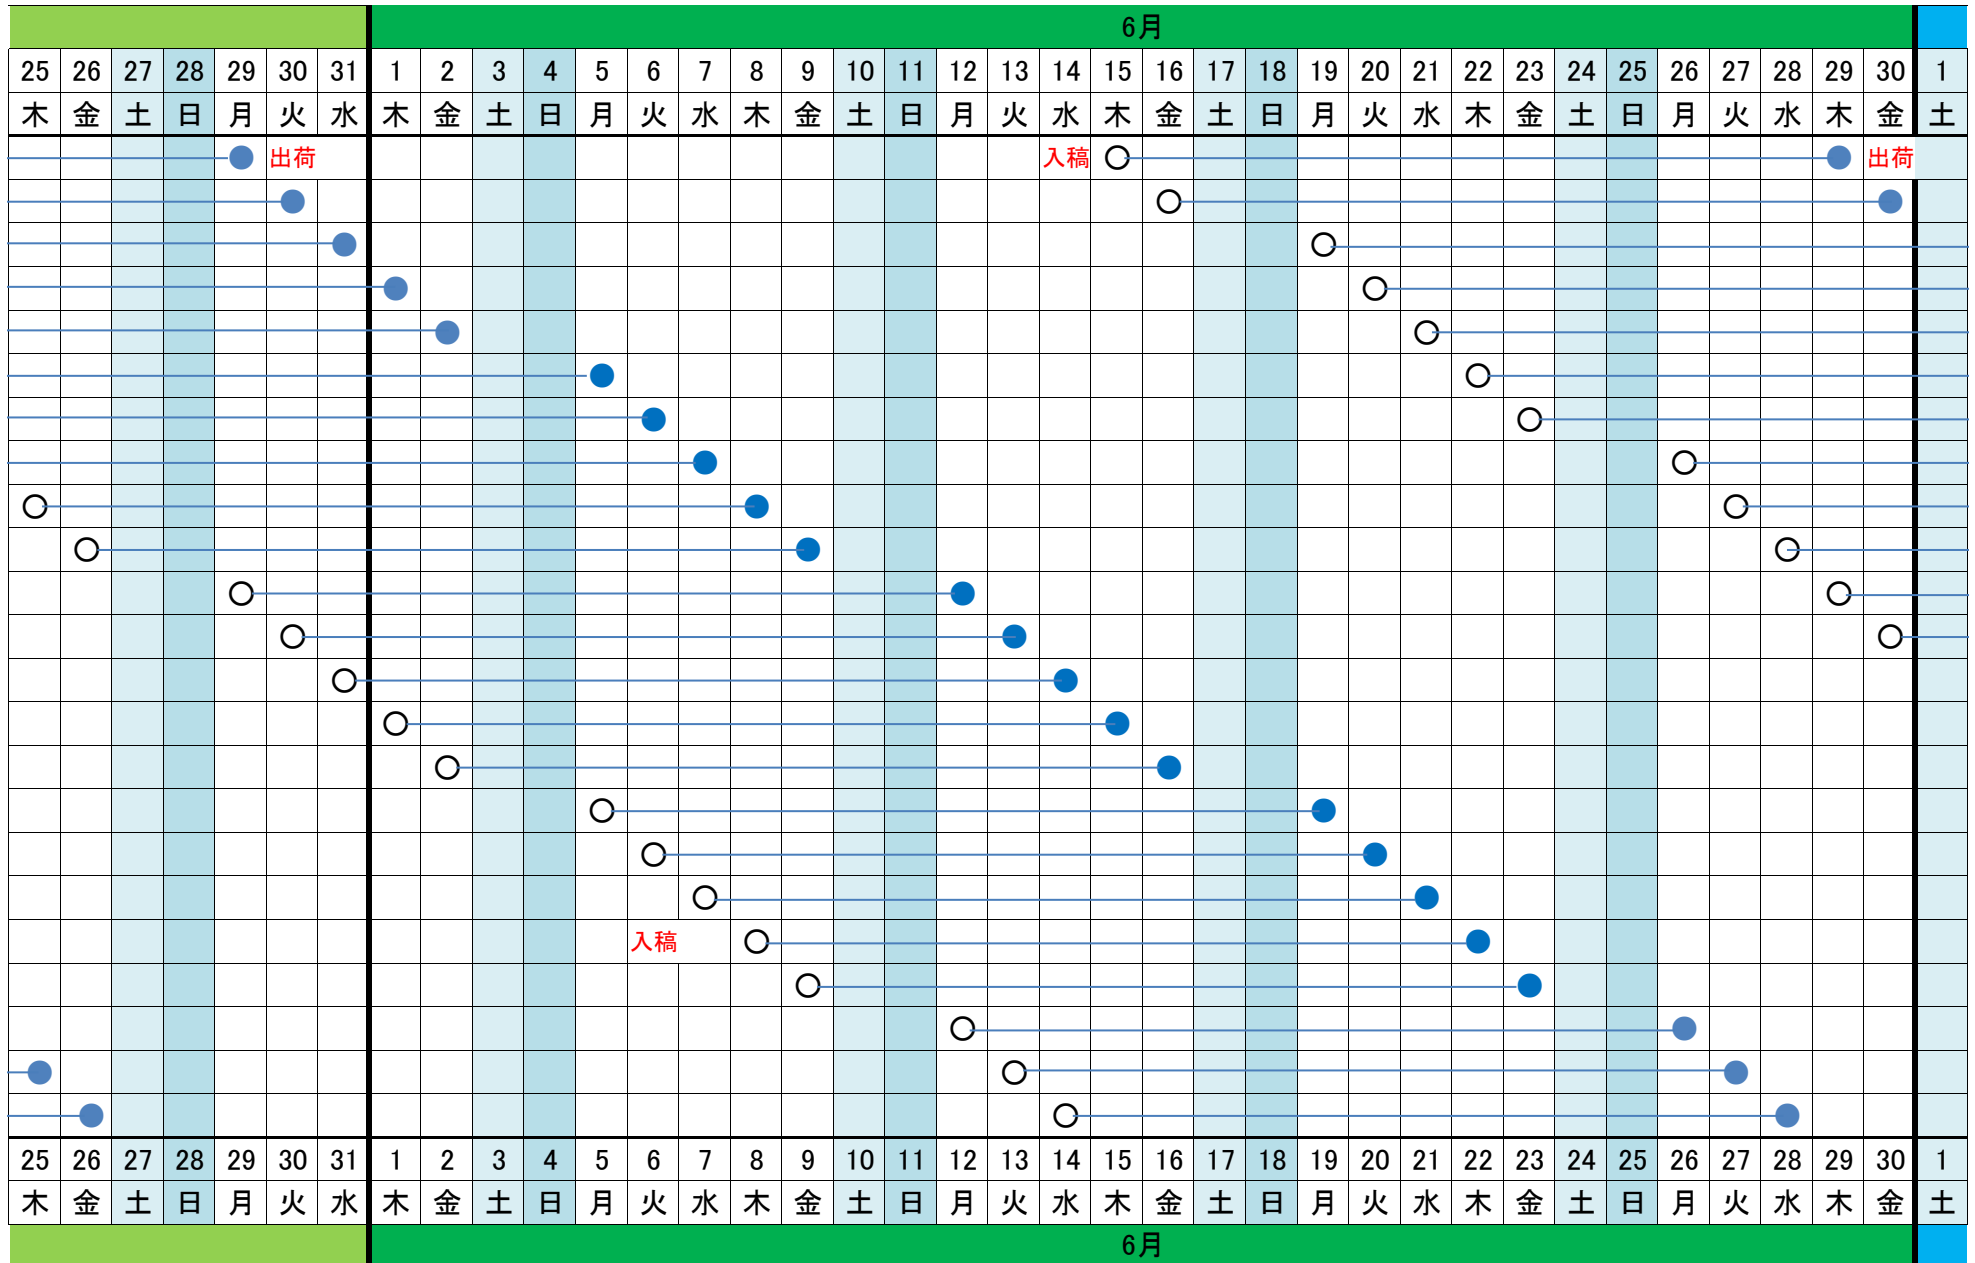 6月
25 26 27 28 29 30 31 1 2 3 4 5 6 7 8 9 10 11 12 13 14 15 16 17 18 19 20 21 22 23 24 25 26 27 28 29 30 1
木 金 土 日 月 火 水 木 金 土 日 月 火 水 木 金 土 日 月 火 水 木 金 土 日 月 火 水 木 金 土 日 月 火 水 木 金 土
出荷 入稿 出荷
入稿
25 26 27 28 29 30 31 1 2 3 4 5 6 7 8 9 10 11 12 13 14 15 16 17 18 19 20 21 22 23 24 25 26 27 28 29 30 1
木 金 土 日 月 火 水 木 金 土 日 月 火 水 木 金 土 日 月 火 水 木 金 土 日 月 火 水 木 金 土 日 月 火 水 木 金 土
6月